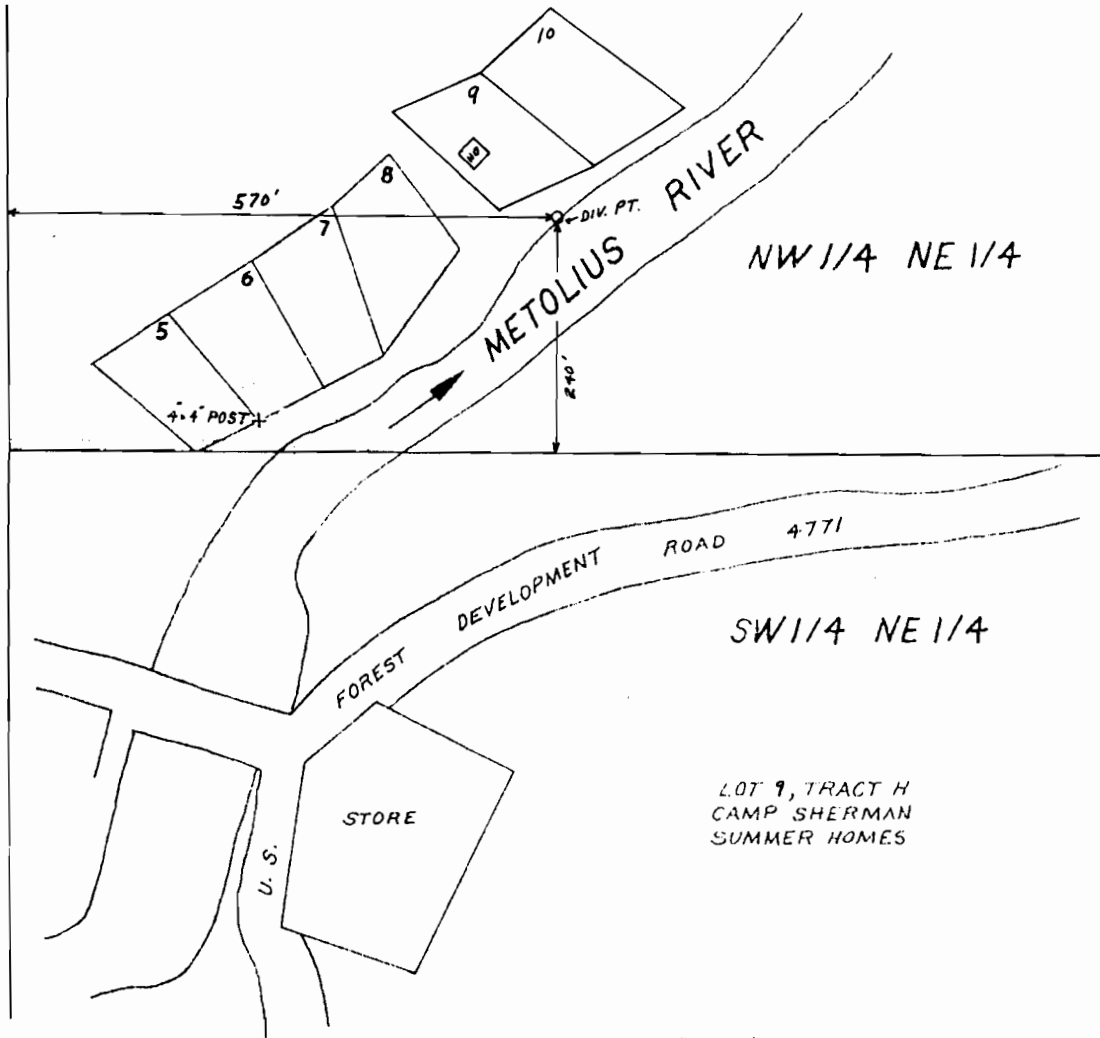 10
9
HO
8
570'
7
DIV. PT.
METOLIUS RIVER
NW 1/4 NE 1/4
6
5
240'
4"x4" POST
FOREST DEVELOPMENT ROAD 4771
SW 1/4 NE 1/4
STORE
U. S.
LOT 9, TRACT H
CAMP SHERMAN
SUMMER HOMES